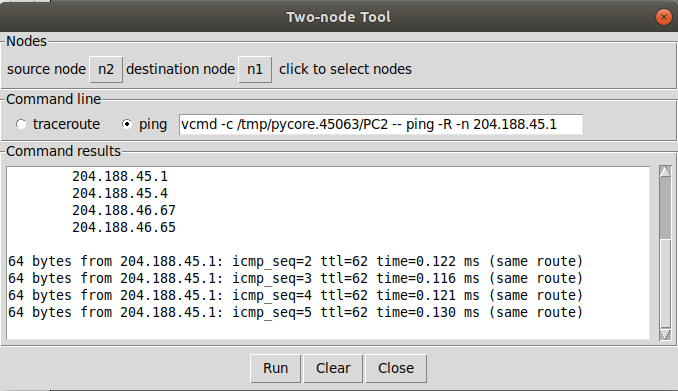 Two-node Tool
Nodes
source node n2 destination node n1 click to select nodes
Command line
traceroute ping vcmd -c /tmp/pycore.45063/PC2 -- ping -R -n 204.188.45.1
Command results
204.188.45.1
204.188.45.4
204.188.46.67
204.188.46.65
64 bytes from 204.188.45.1: icmp_seq=2 ttl=62 time=0.122 ms (same route)
64 bytes from 204.188.45.1: icmp_seq=3 ttl=62 time=0.116 ms (same route)
64 bytes from 204.188.45.1: icmp_seq=4 ttl=62 time=0.121 ms (same route)
64 bytes from 204.188.45.1: icmp_seq=5 ttl=62 time=0.130 ms (same route)
Run Clear Close